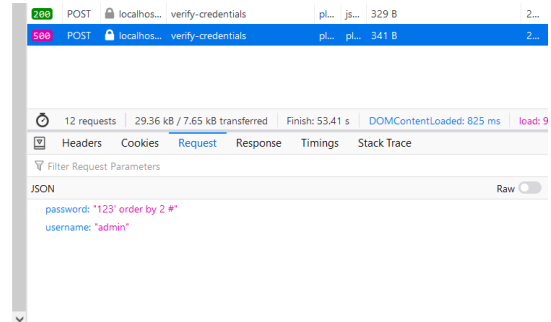 200 POST localhos... verify-credentials pl... js... 329 B 2...
500 POST localhos... verify-credentials pl... pl... 341 B 2...
12 requests 29.36 kB / 7.65 kB transferred Finish: 53.41 s DOMContentLoaded: 825 ms load: 9
Headers Cookies Request Response Timings Stack Trace
Filter Request Parameters
JSON Raw
password: "123' order by 2 #"
username: "admin"